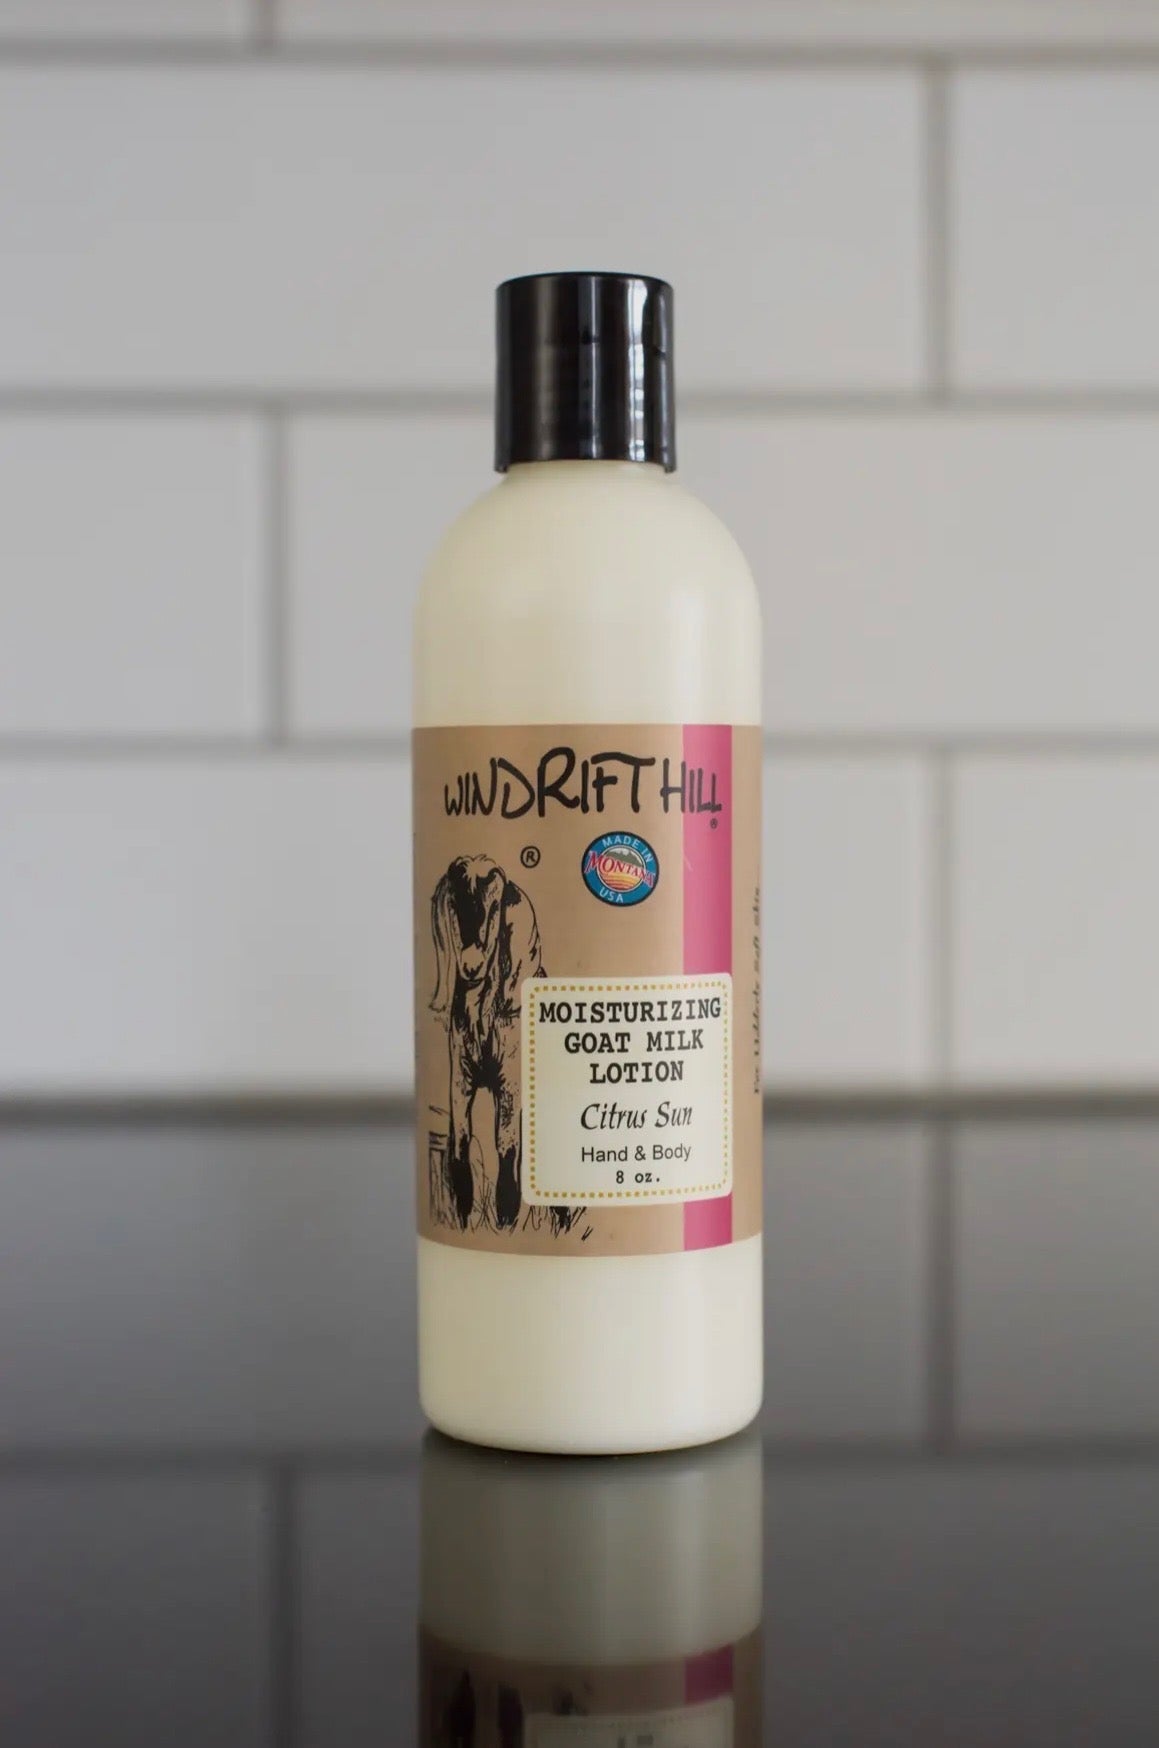 WINDRIFT HILL
®
®
MADE IN
MONTANA
USA
MOISTURIZING
GOAT MILK
LOTION
Citrus Sun
Hand & Body
8 oz.